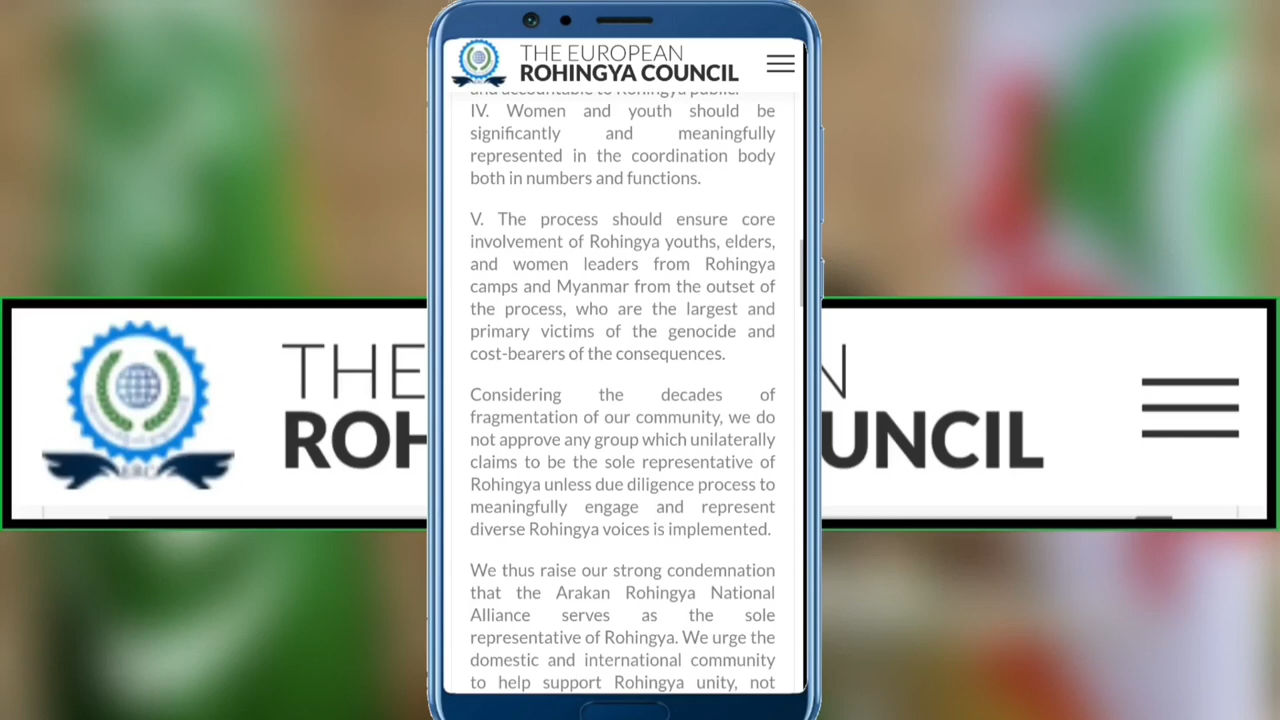 THE EUROPEAN
ROHINGYA COUNCIL
and accountable to Rohingya public.
IV. Women and youth should be
significantly and meaningfully
represented in the coordination body
both in numbers and functions.
V. The process should ensure core
involvement of Rohingya youths, elders,
and women leaders from Rohingya
camps and Myanmar from the outset of
the process, who are the largest and
primary victims of the genocide and
cost-bearers of the consequences.
Considering the decades of
fragmentation of our community, we do
not approve any group which unilaterally
claims to be the sole representative of
Rohingya unless due diligence process to
meaningfully engage and represent
diverse Rohingya voices is implemented.
We thus raise our strong condemnation
that the Arakan Rohingya National
Alliance serves as the sole
representative of Rohingya. We urge the
domestic and international community
to help support Rohingya unity, not
THE N
ROH UNCIL